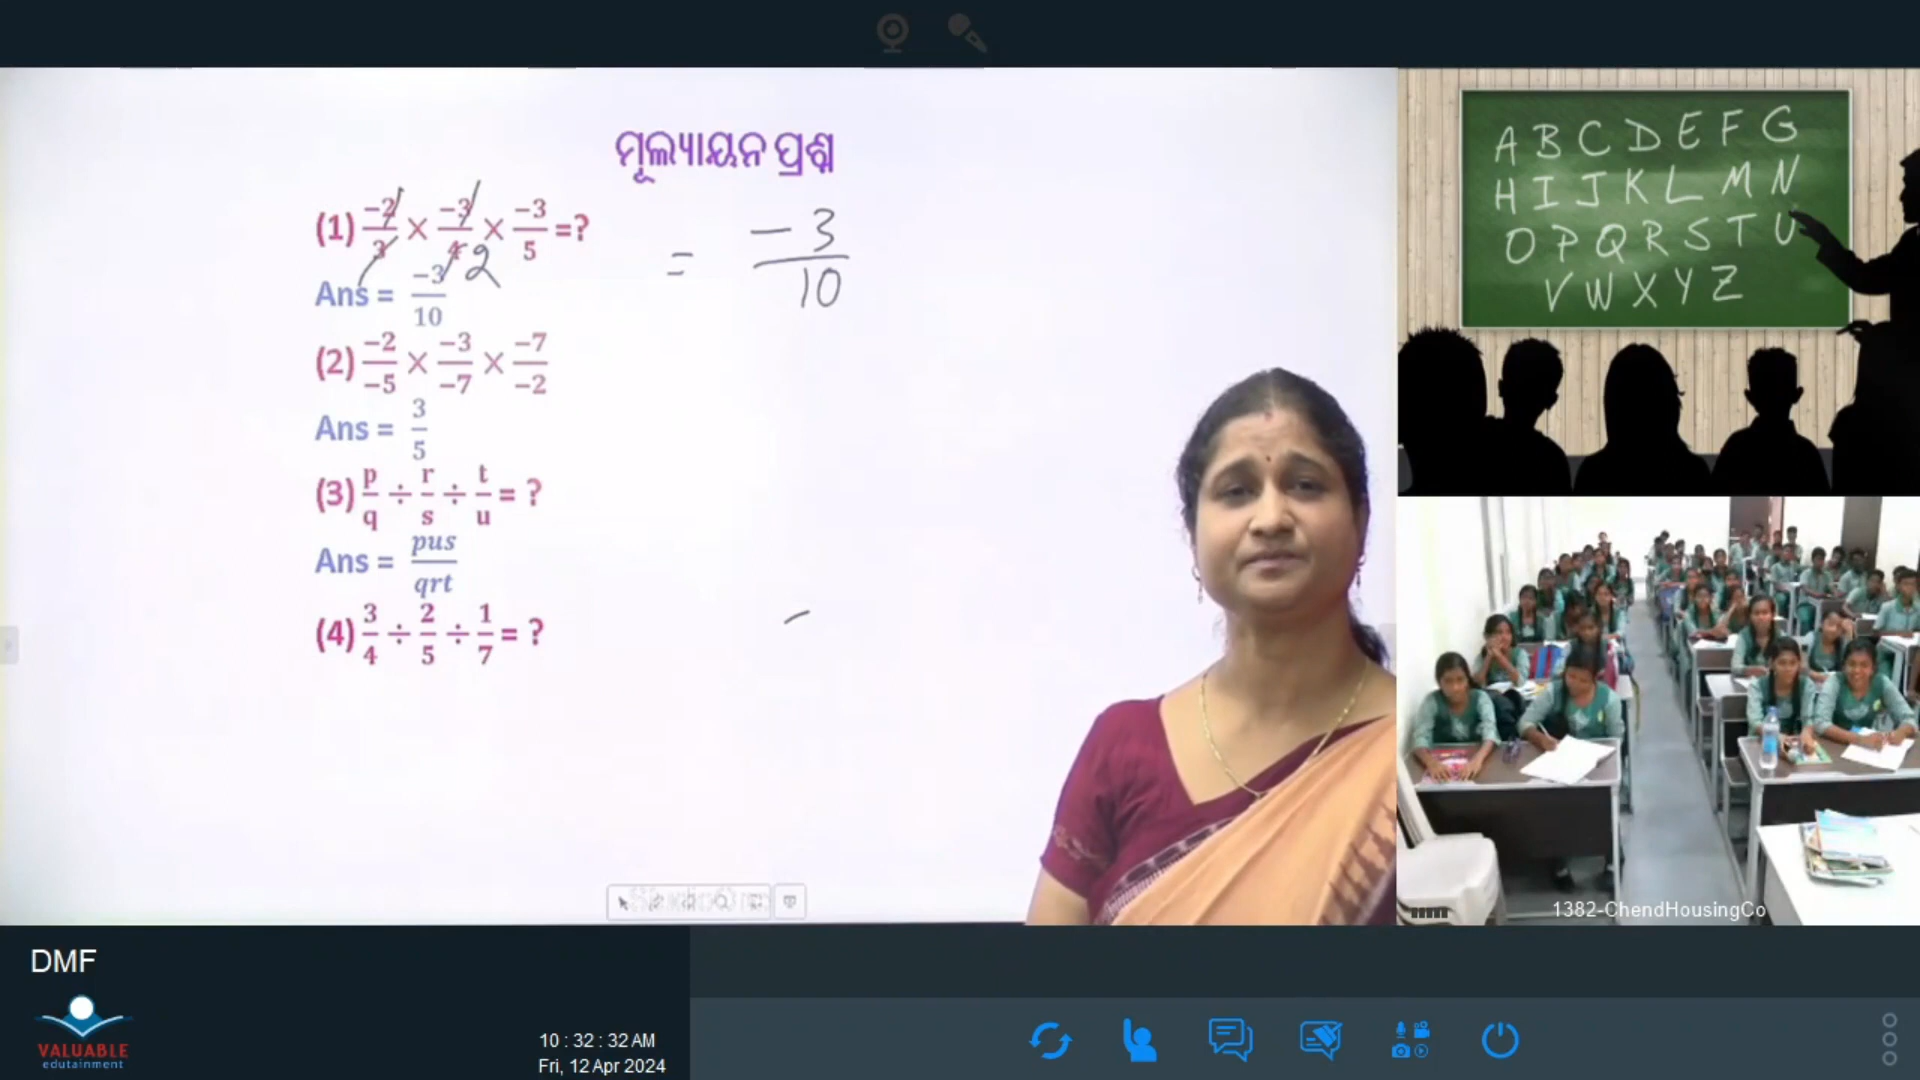 ମୂଲ୍ୟାୟନ ପ୍ରଶ୍ନ
(1) -2/3 × -3/4 × -3/5 =?
2
= -3/10
Ans = -3/10
(2) -2/-5 × -3/-7 × -7/-2
Ans = 3/5
(3) p/q ÷ r/s ÷ t/u = ?
Ans = pus/qrt
(4) 3/4 ÷ 2/5 ÷ 1/7 = ?
A B C D E F G
H I J K L M N
O P Q R S T U
V W X Y Z
1382-ChendHousingCo
DMF
VALUABLE
edutainment
10 : 32 : 32 AM
Fri, 12 Apr 2024